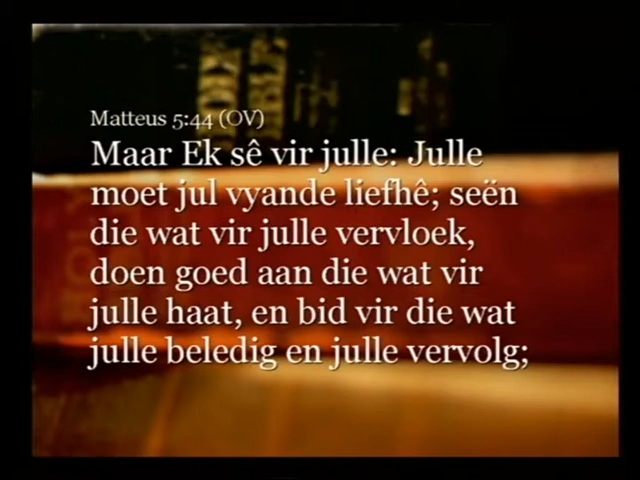 Matteus 5:44 (OV)
Maar Ek sê vir julle: Julle
moet jul vyande liefhê; seën
die wat vir julle vervloek,
doen goed aan die wat vir
julle haat, en bid vir die wat
julle beledig en julle vervolg;